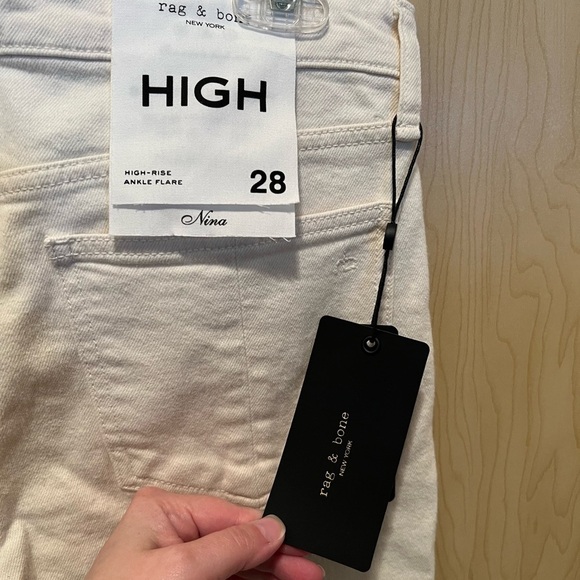 rag & bone
NEW YORK
HIGH
HIGH-RISE
ANKLE FLARE
28
Nina
rag & bone
NEW YORK